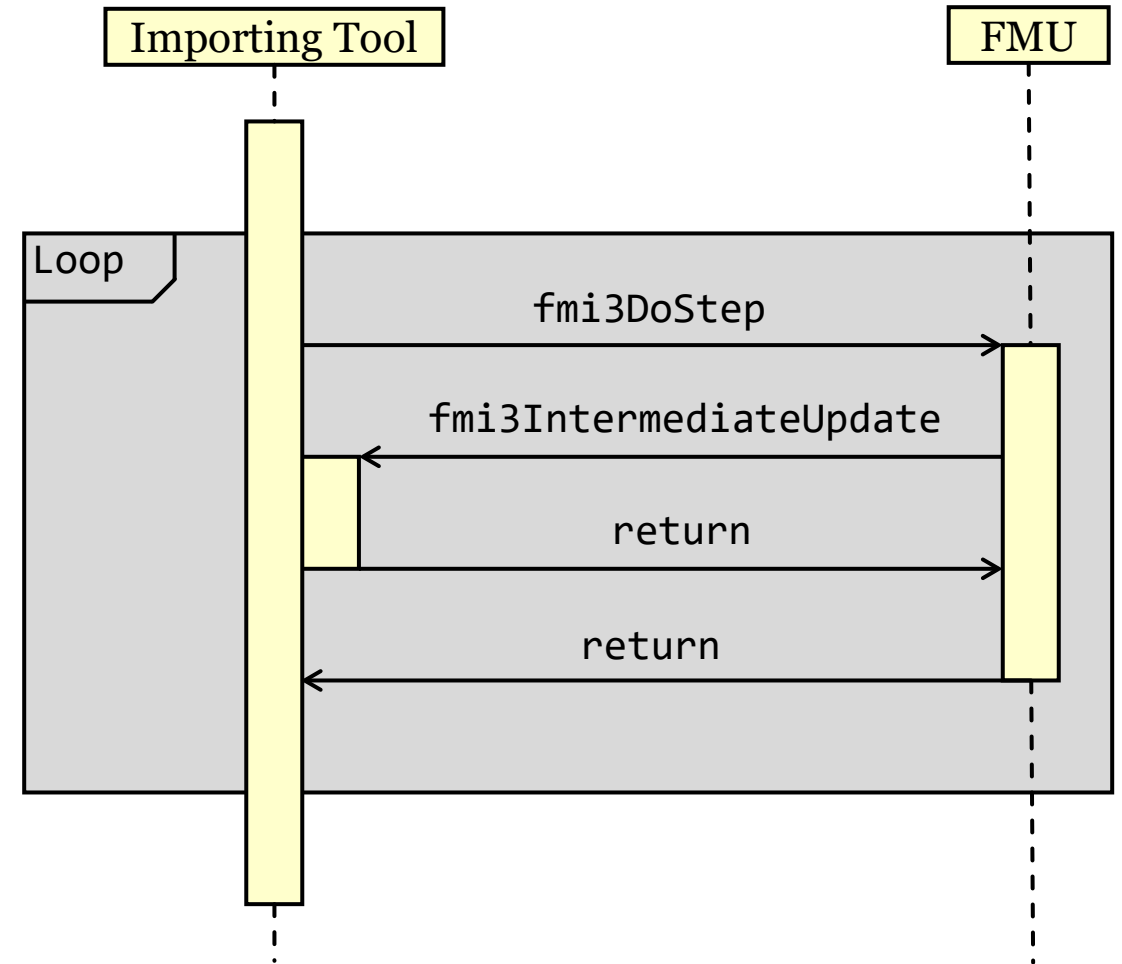 Importing Tool
FMU
Loop
fmi3DoStep
fmi3IntermediateUpdate
return
return